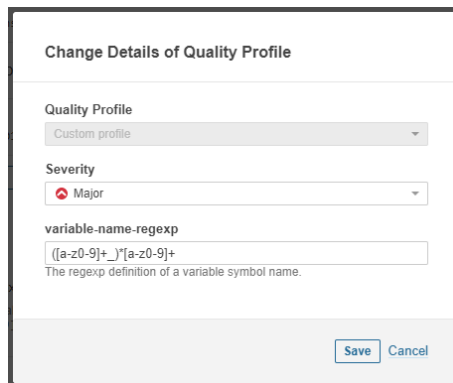 Change Details of Quality Profile
Quality Profile
Custom profile
Severity
Major
variable-name-regexp
([a-z0-9]+_)*[a-z0-9]+
The regexp definition of a variable symbol name.
Save Cancel